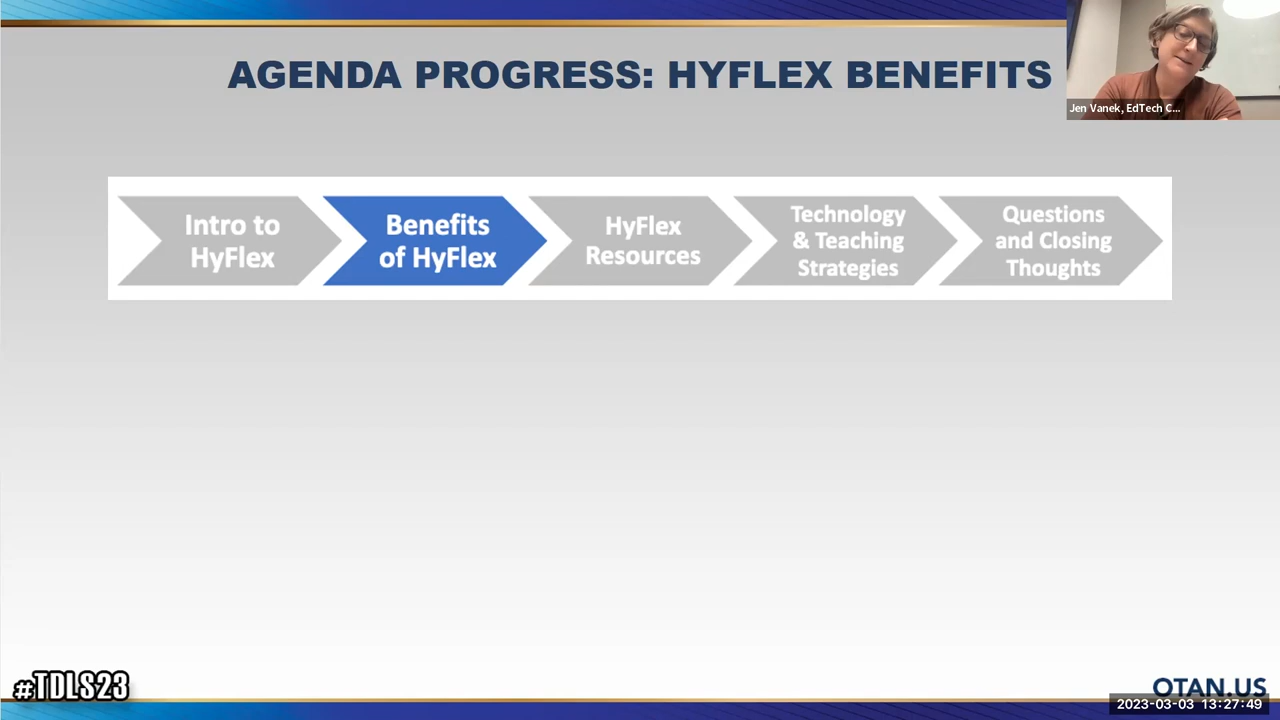 AGENDA PROGRESS: HYFLEX BENEFITS
Jen Vanek, EdTech C...
Intro to
HyFlex
Benefits
of HyFlex
HyFlex
Resources
Technology
& Teaching
Strategies
Questions
and Closing
Thoughts
#TDLS23
OTAN.US
2023-03-03 13:27:49